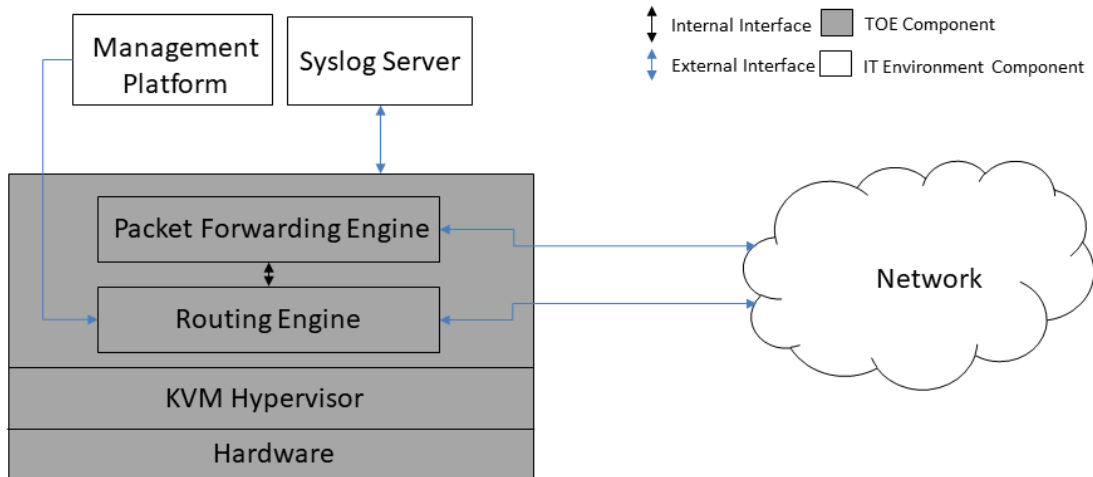 Management
Platform
Syslog Server
Internal Interface
TOE Component
External Interface
IT Environment Component
Packet Forwarding Engine
Routing Engine
Network
KVM Hypervisor
Hardware